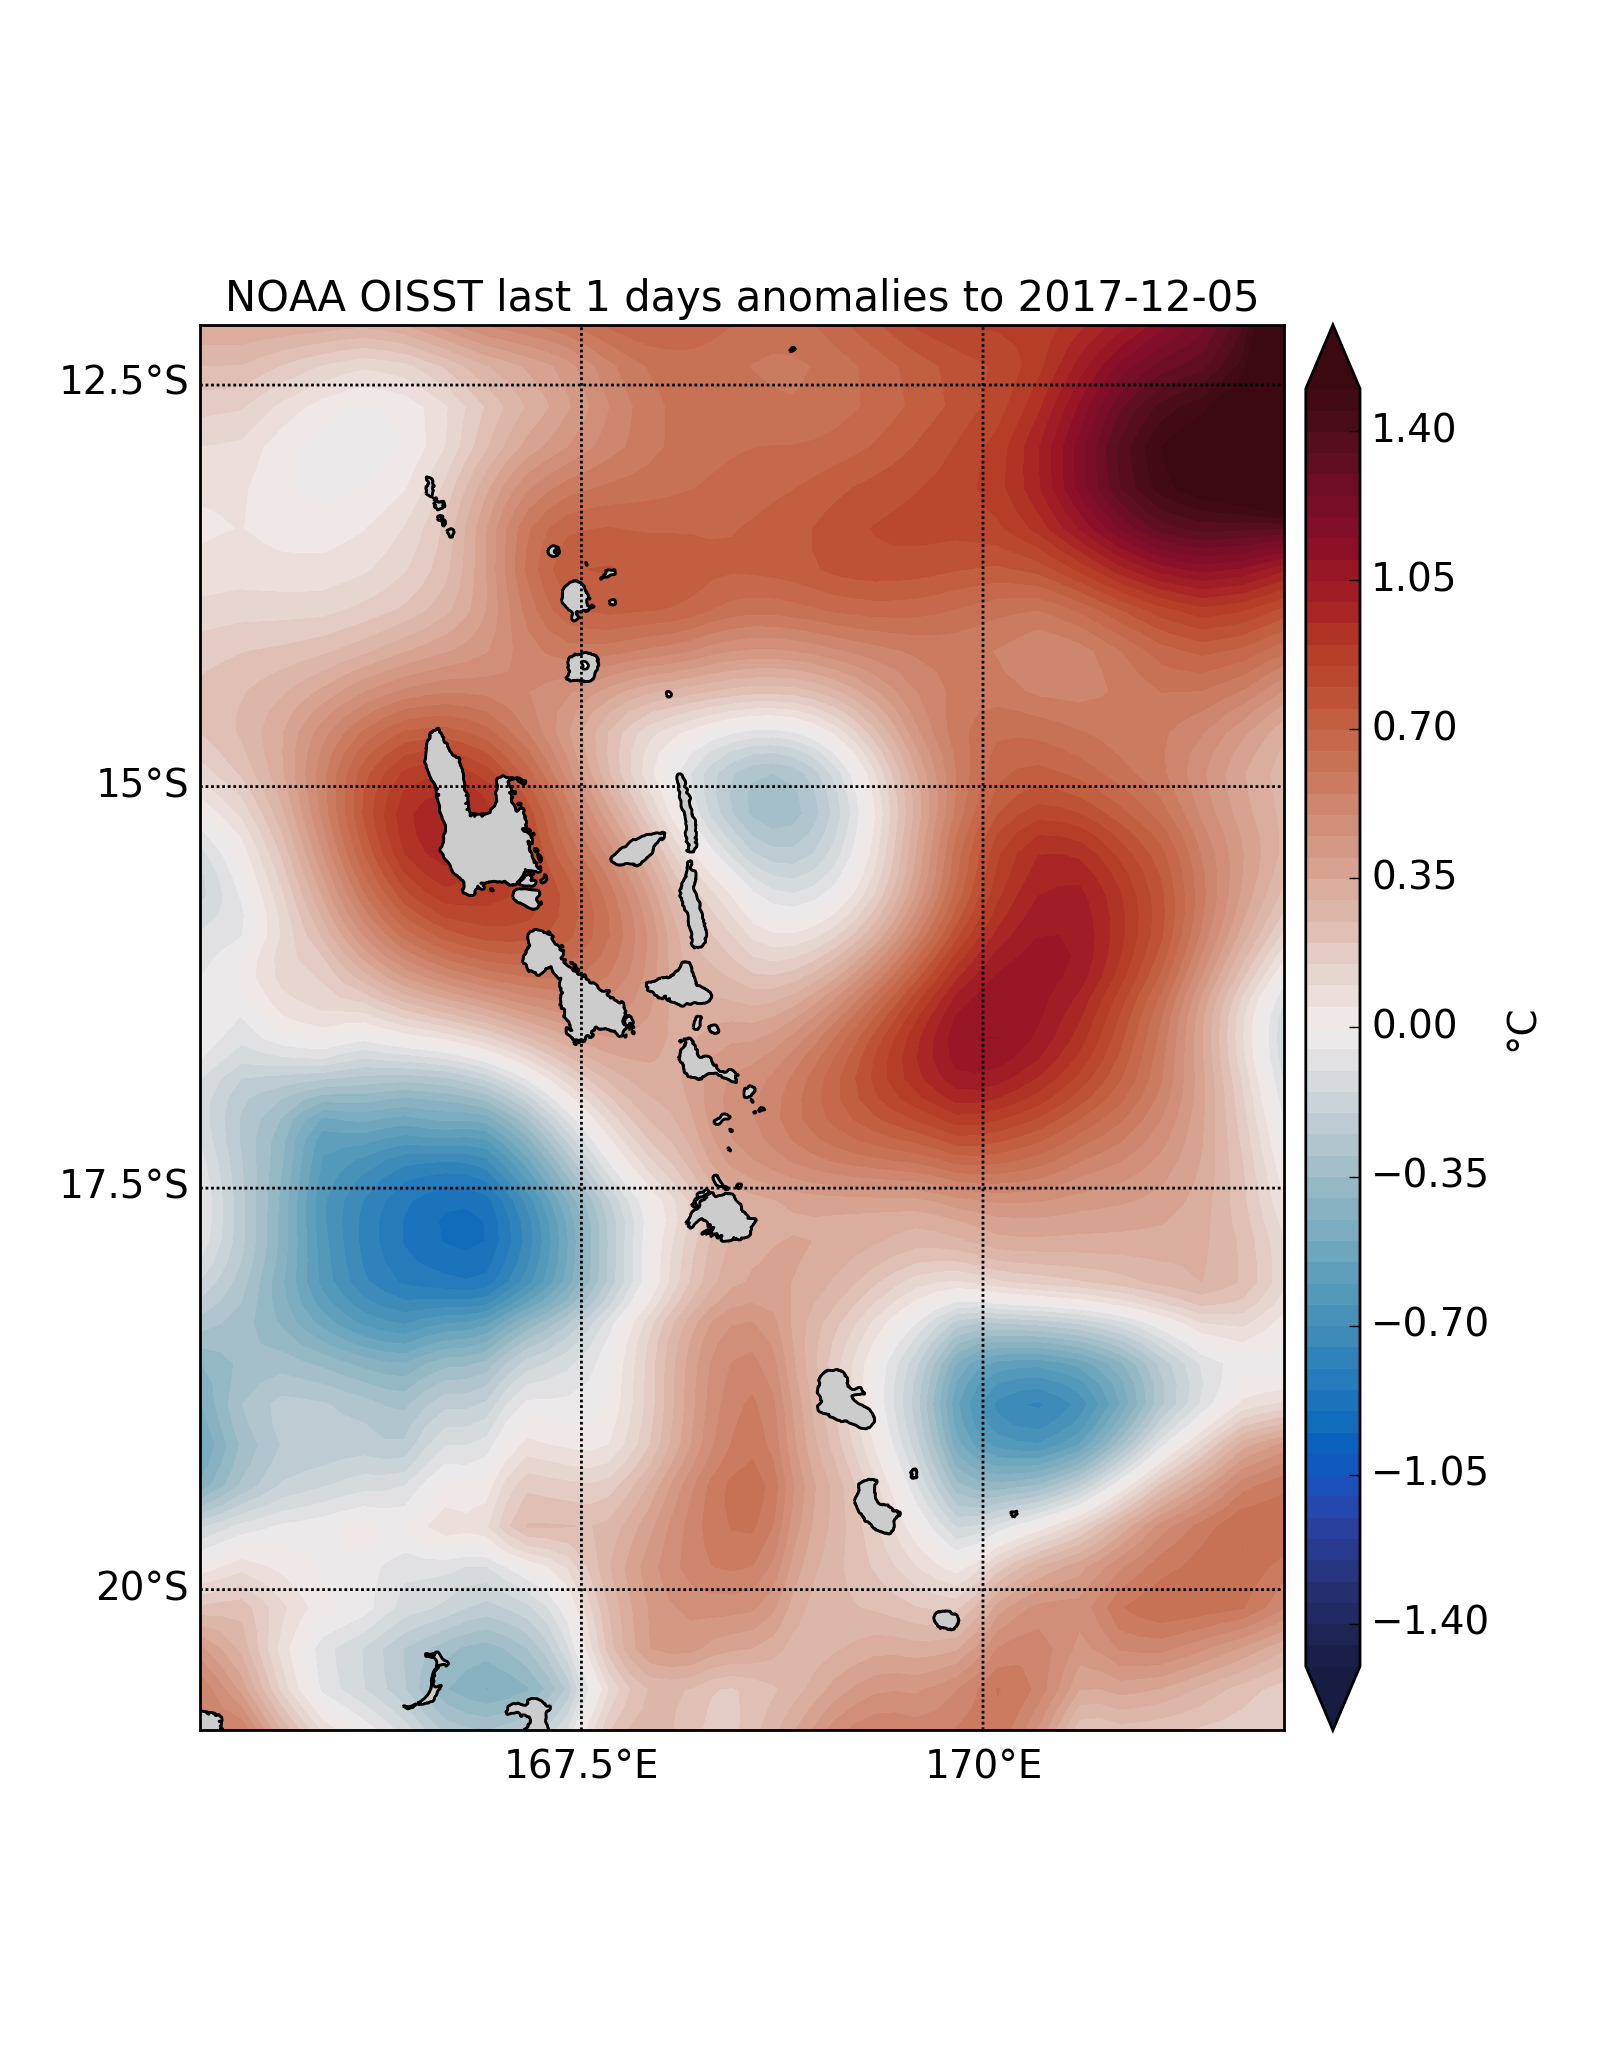 NOAA OISST last 1 days anomalies to 2017-12-05
12.5°S
15°S
17.5°S
20°S
167.5°E
170°E
1.40
1.05
0.70
0.35
0.00
−0.35
−0.70
−1.05
−1.40
°C